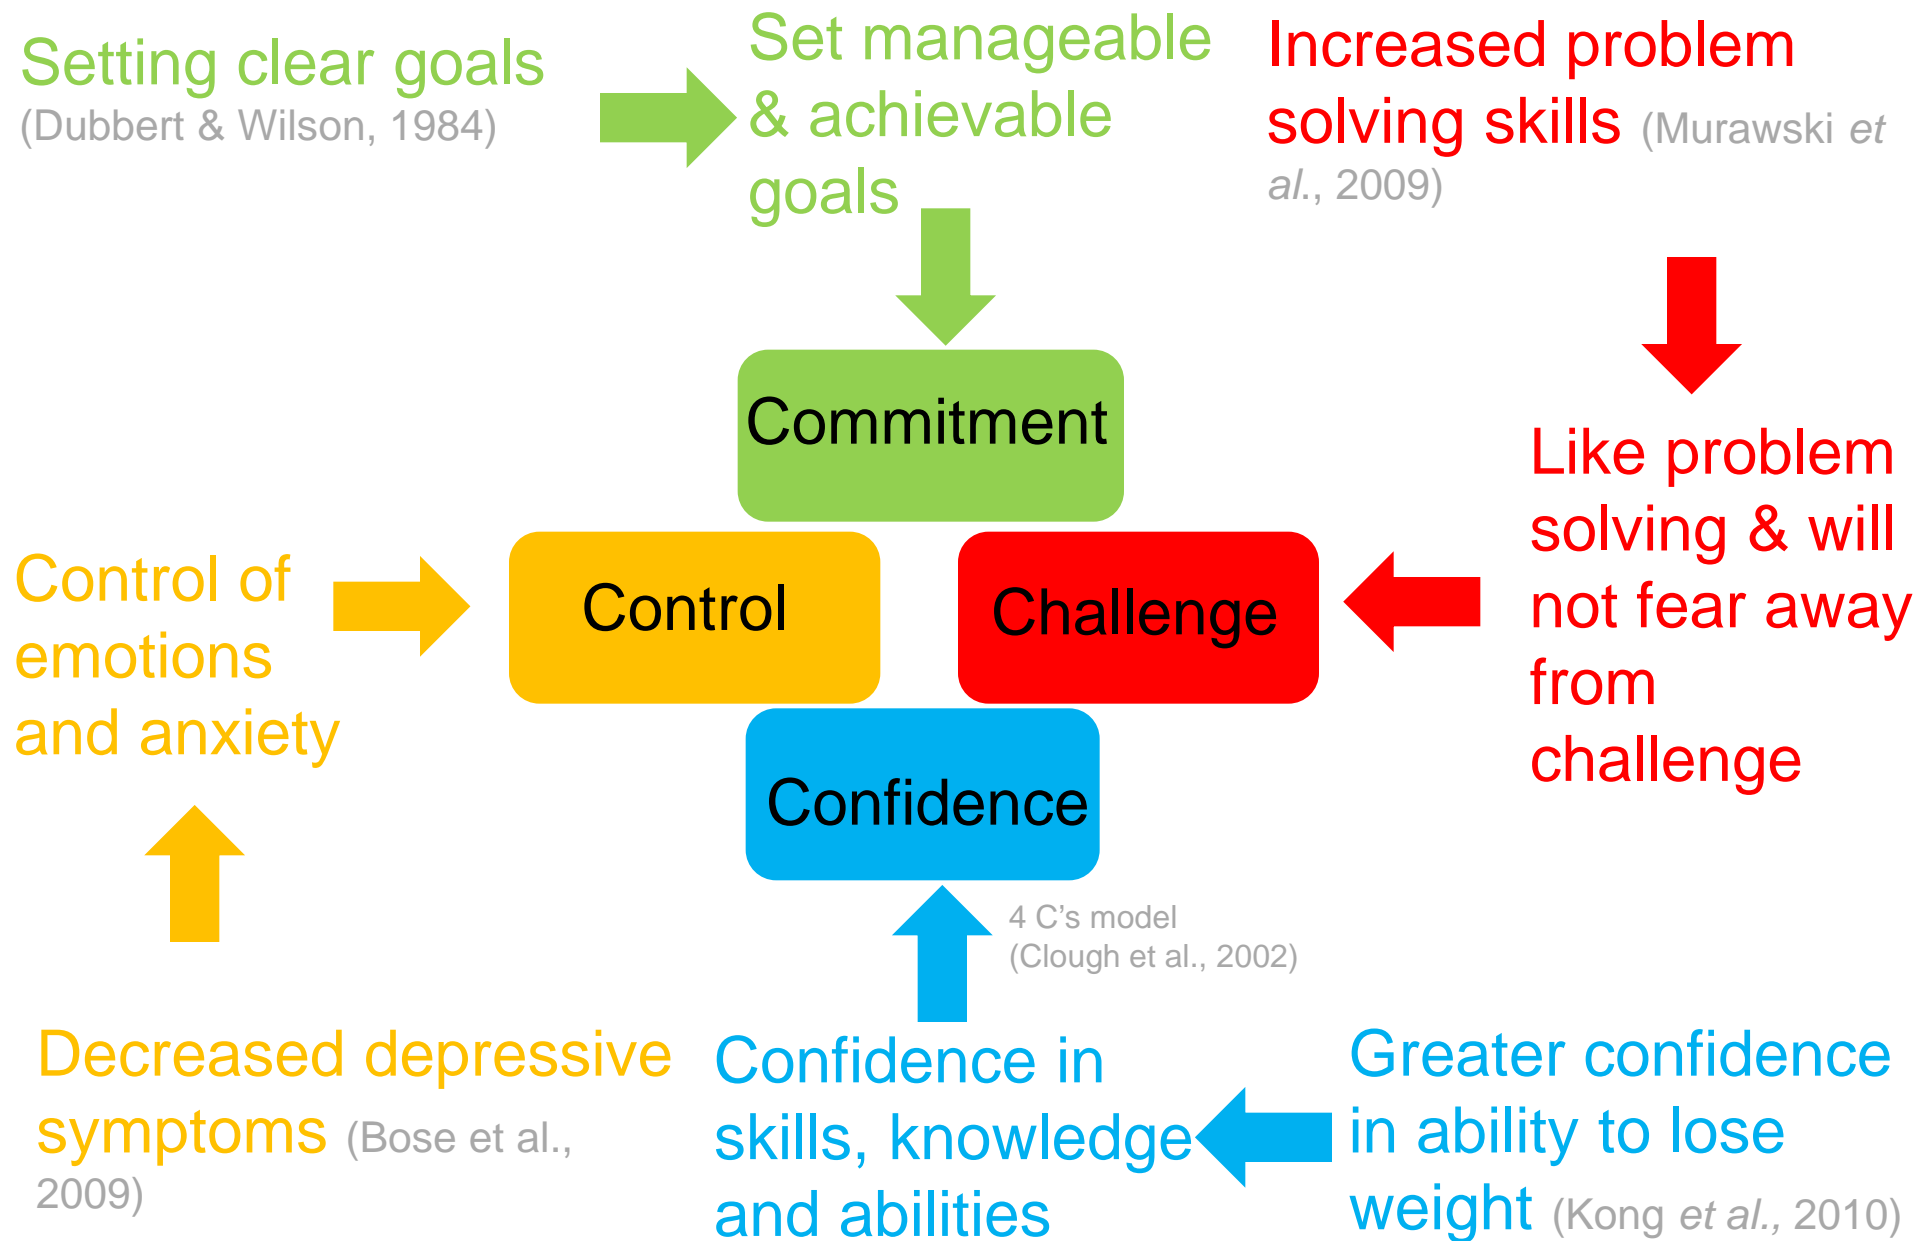 Setting clear goals
(Dubbert & Wilson, 1984)
Set manageable
& achievable
goals
Increased problem
solving skills (Murawski et
al., 2009)
Commitment
Like problem
solving & will
not fear away
from
challenge
Control of
emotions
and anxiety
Control
Challenge
Confidence
4 C’s model
(Clough et al., 2002)
Decreased depressive
symptoms (Bose et al.,
2009)
Confidence in
skills, knowledge
and abilities
Greater confidence
in ability to lose
weight (Kong et al., 2010)